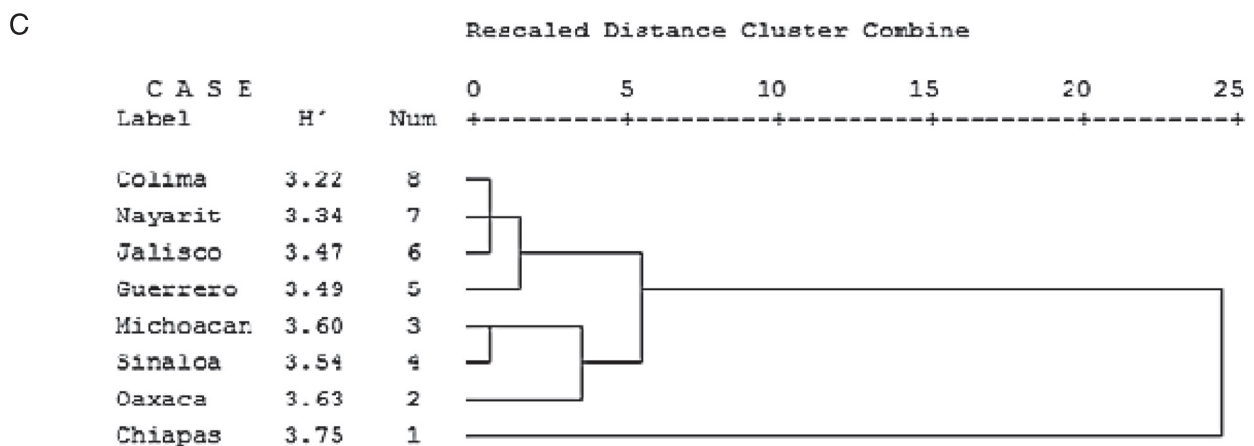 C
Rescaled Distance Cluster Combine
C A S E 0 5 10 15 20 25
Label H´ Num +---------+---------+---------+---------+---------+
Colima 3.22 8
Nayarit 3.34 7
Jalisco 3.47 6
Guerrero 3.49 5
Michoacan 3.60 3
Sinaloa 3.54 4
Oaxaca 3.63 2
Chiapas 3.75 1